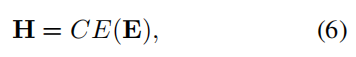 H = CE(E), (6)